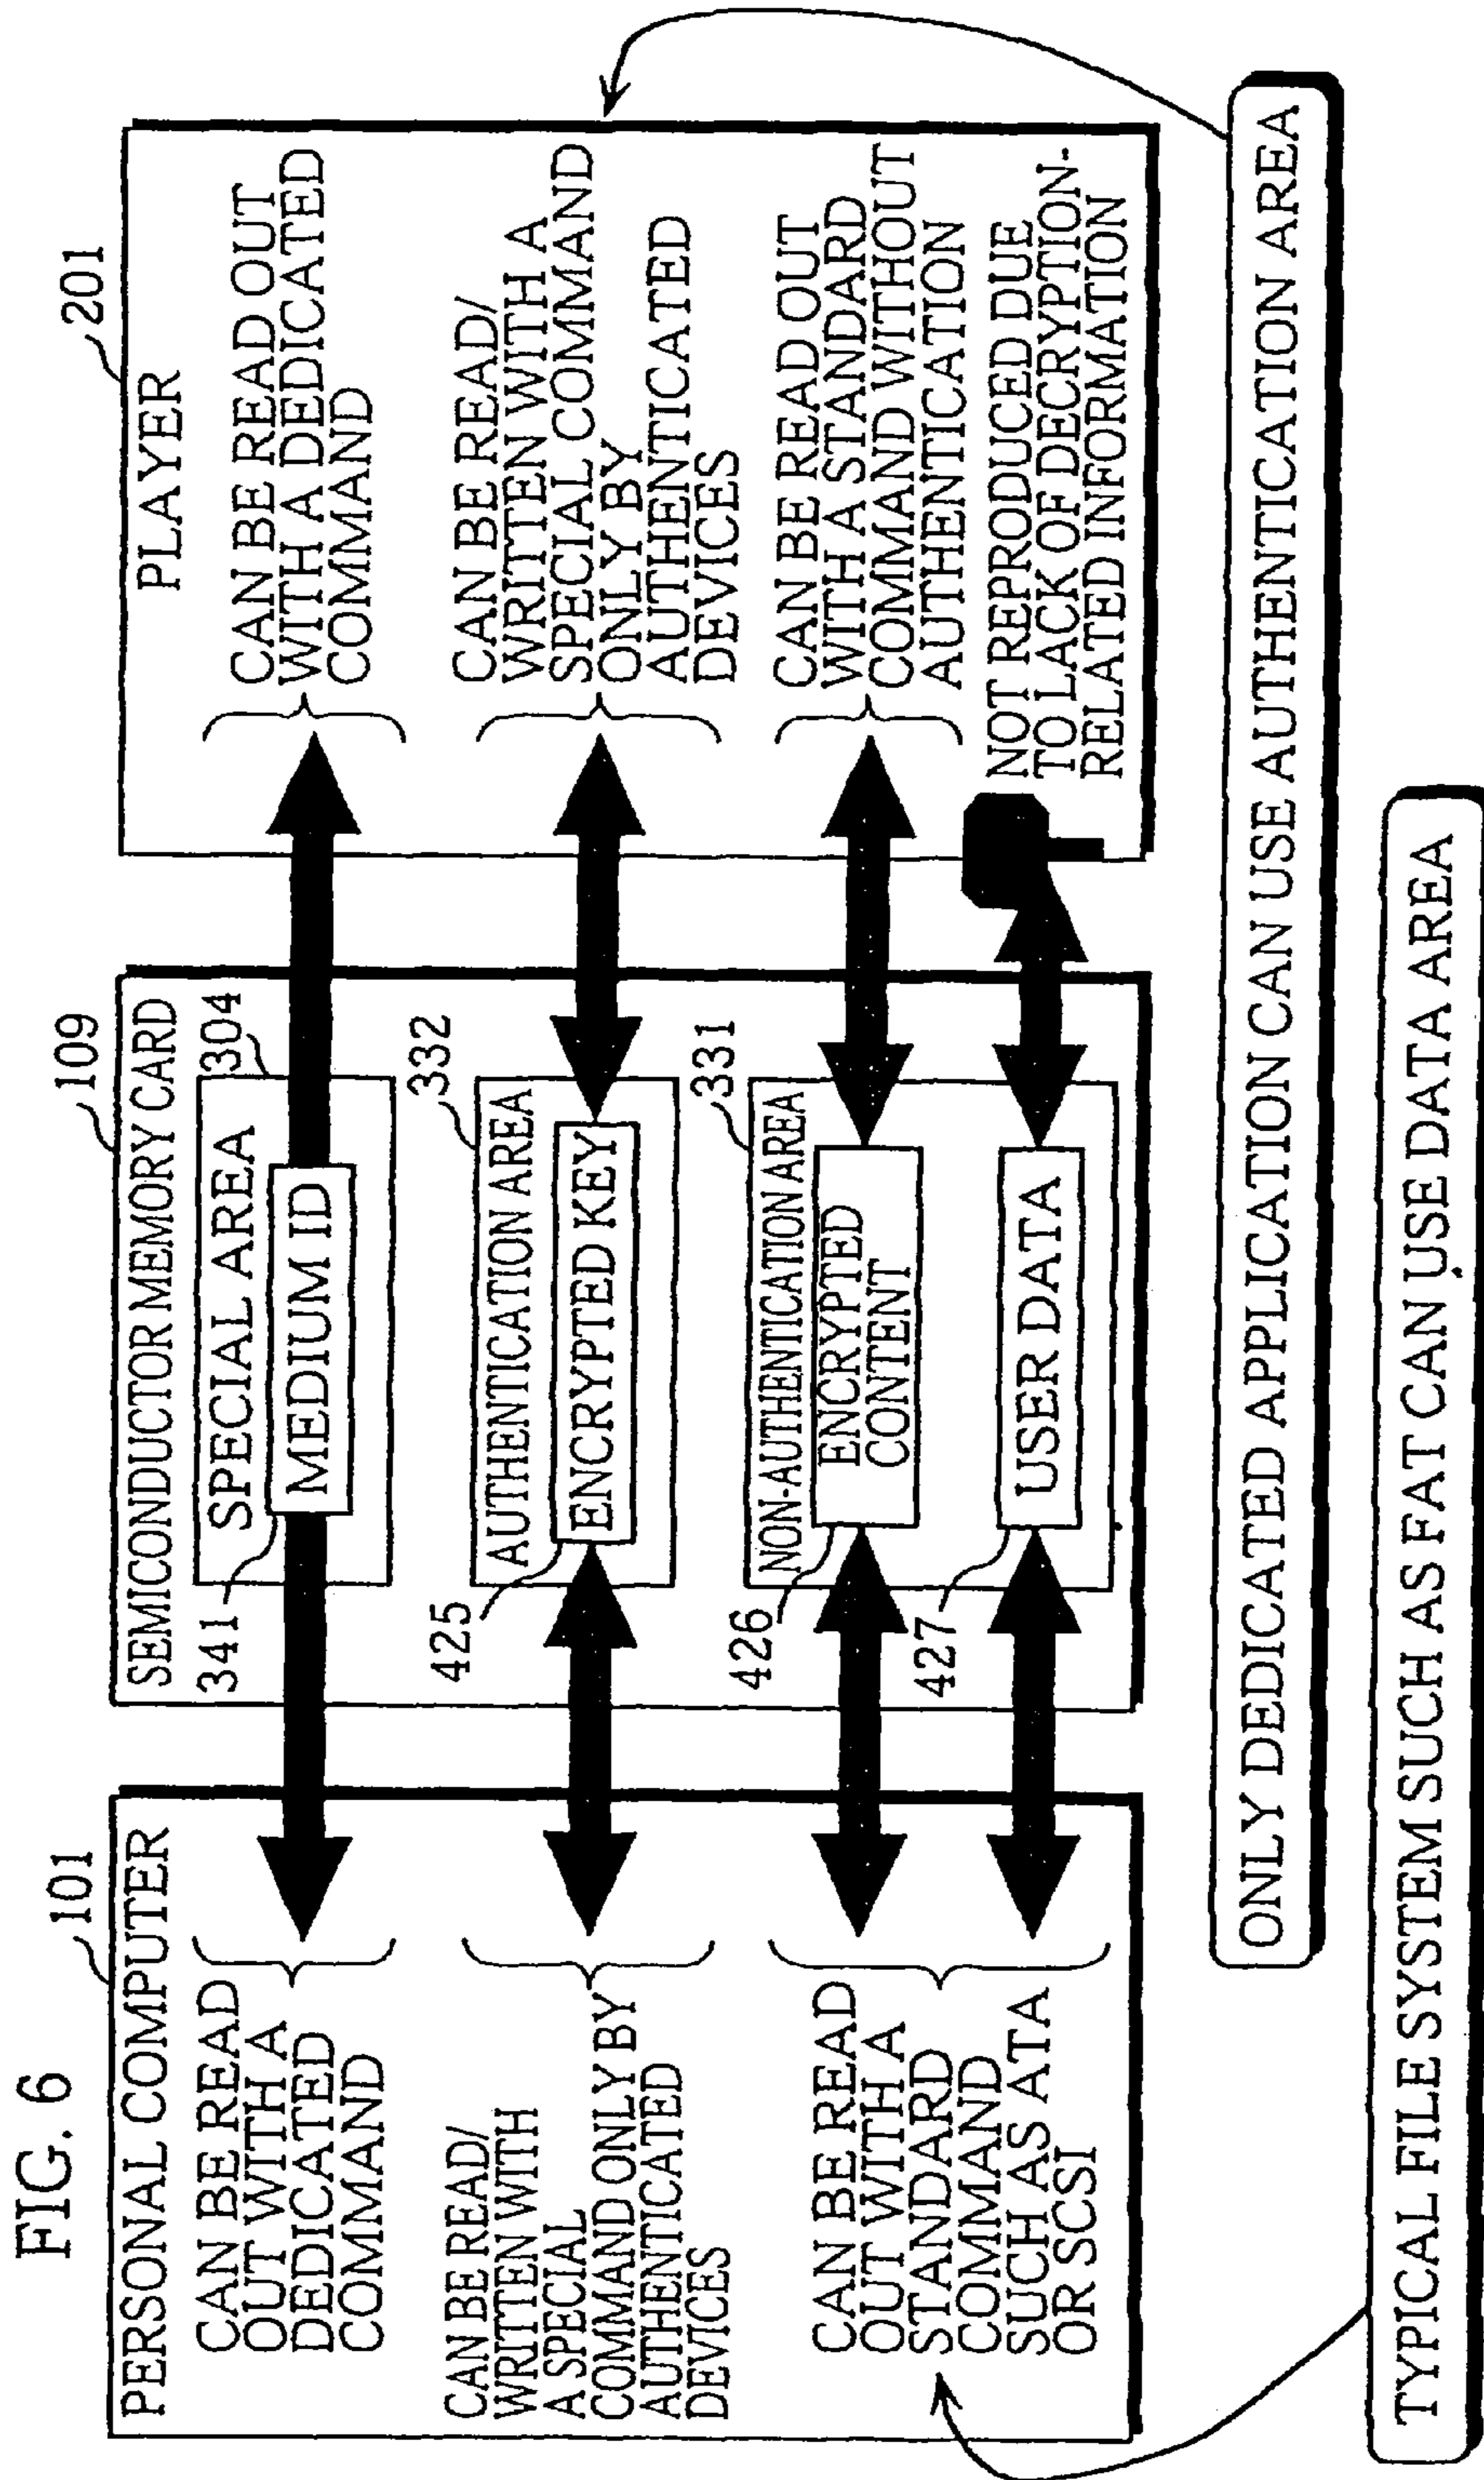 FIG. 6
101
PERSONAL COMPUTER
CAN BE READ
OUT WITH A
DEDICATED
COMMAND
CAN BE READ/
WRITTEN WITH
A SPECIAL
COMMAND ONLY BY
AUTHENTICATED
DEVICES
CAN BE READ
OUT WITH A
STANDARD
COMMAND
SUCH AS ATA
OR SCSI
109
SEMICONDUCTOR MEMORY CARD
304
SPECIAL AREA
341
MEDIUM ID
332
AUTHENTICATION AREA
425
ENCRYPTED KEY
331
NON-AUTHENTICATION AREA
426
ENCRYPTED
CONTENT
427
USER DATA
201
PLAYER
CAN BE READ OUT
WITH A DEDICATED
COMMAND
CAN BE READ/
WRITTEN WITH A
SPECIAL COMMAND
ONLY BY
AUTHENTICATED
DEVICES
CAN BE READ OUT
WITH A STANDARD
COMMAND WITHOUT
AUTHENTICATION
NOT REPRODUCED DUE
TO LACK OF DECRYPTION-
RELATED INFORMATION
ONLY DEDICATED APPLICATION CAN USE AUTHENTICATION AREA
TYPICAL FILE SYSTEM SUCH AS FAT CAN USE DATA AREA